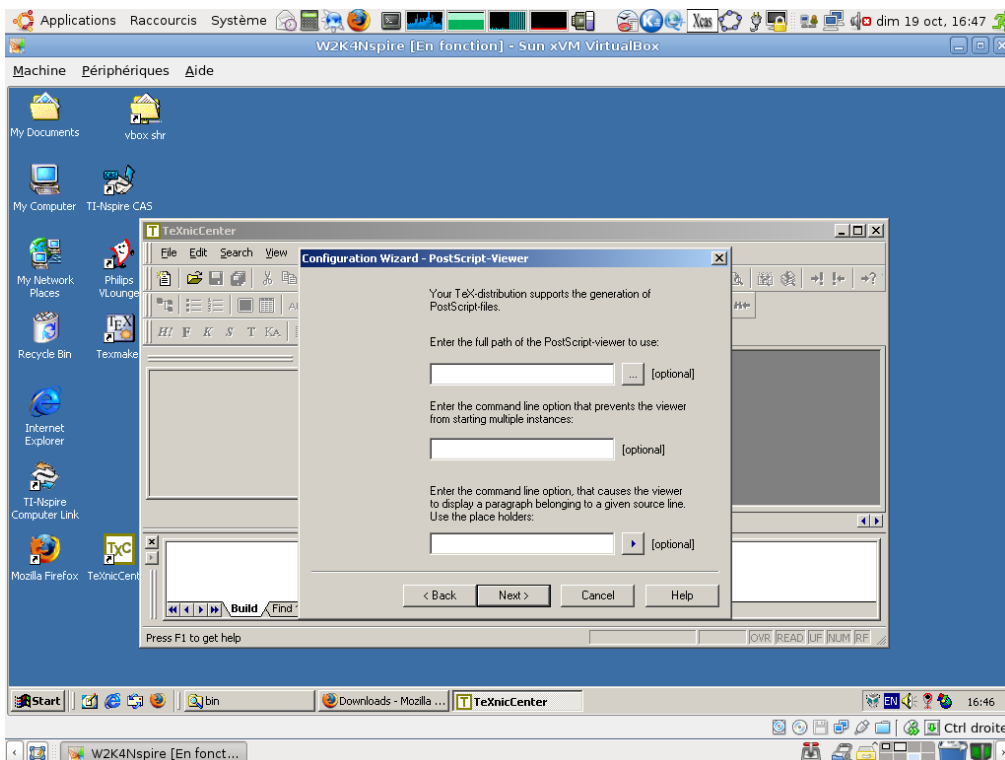 Applications Raccourcis Système
Xcas
dim 19 oct, 16:47
W2K4Nspire [En fonction] - Sun xVM VirtualBox
Machine Périphériques Aide
My Documents
vbox shr
My Computer
TI-Nspire CAS
My Network Places
Philips VLounge
Recycle Bin
Texmake
TEX
Internet Explorer
TI-Nspire Computer Link
Mozilla Firefox
TeXnicCent
TXC
TeXnicCenter
File Edit Search View
H! F K S T KA
Configuration Wizard - PostScript-Viewer
Your TeX-distribution supports the generation of
PostScript-files.
Enter the full path of the PostScript-viewer to use:
... [optional]
Enter the command line option that prevents the viewer
from starting multiple instances:
[optional]
Enter the command line option, that causes the viewer
to display a paragraph belonging to a given source line.
Use the place holders:
[optional]
< Back Next > Cancel Help
Build Find
Press F1 to get help
OVR READ UF NUM RF
Start
bin
Downloads - Mozilla ...
TeXnicCenter
EN
16:46
Ctrl droite
W2K4Nspire [En fonct...